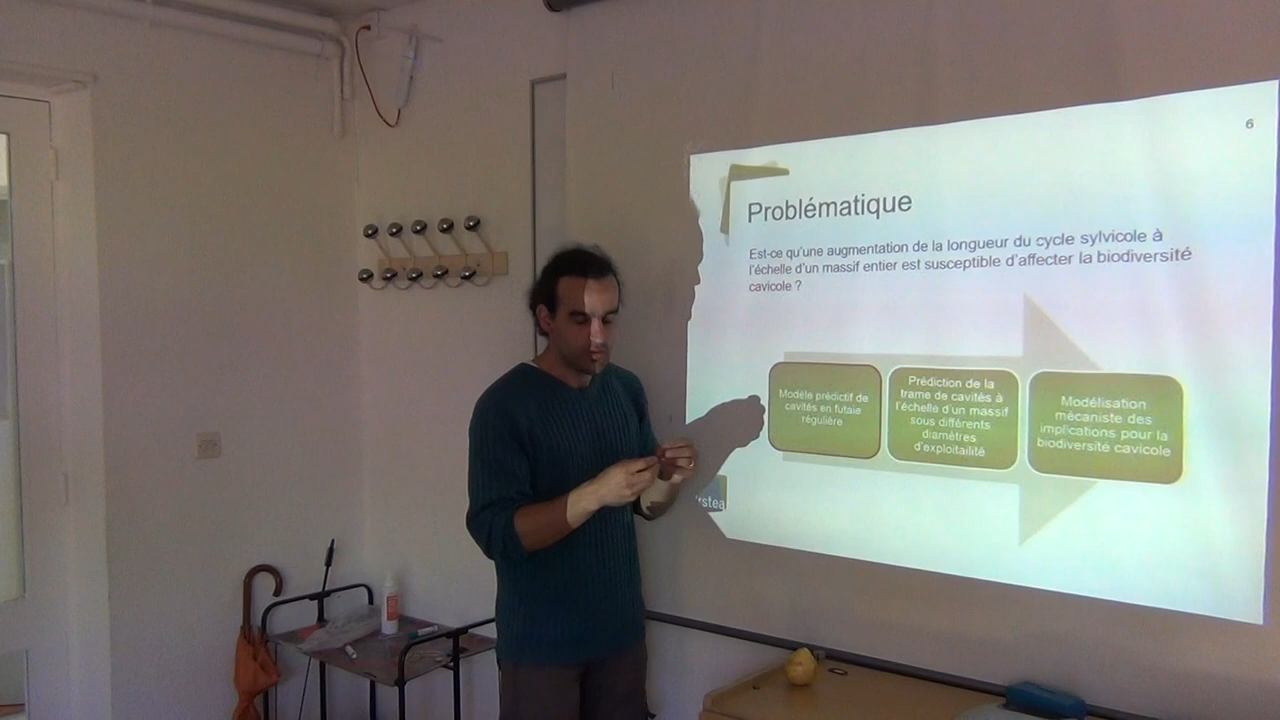 6
Problématique
Est-ce qu'une augmentation de la longueur du cycle sylvicole à
l'échelle d'un massif entier est susceptible d'affecter la biodiversité
cavicole ?
Modèle prédictif de
cavités en futaie
régulière
Prédiction de la
trame de cavités à
l'échelle d'un massif
sous différents
diamètres
d'exploitailité
Modélisation
mécaniste des
implications pour la
biodiversité cavicole
rstea